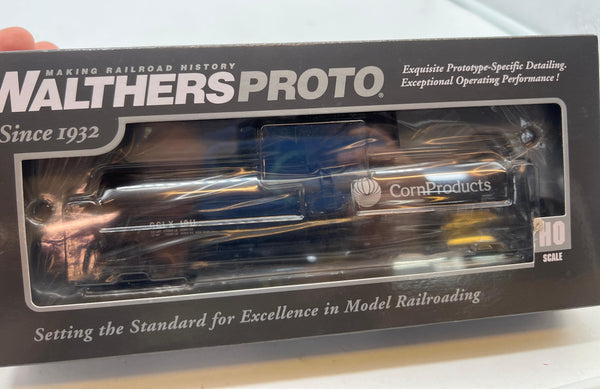 MAKING RAILROAD HISTORY
WALTHERSPROTO®
Exquisite Prototype-Specific Detailing.
Exceptional Operating Performance !
Since 1932
CornProducts
HO
SCALE
Setting the Standard for Excellence in Model Railroading